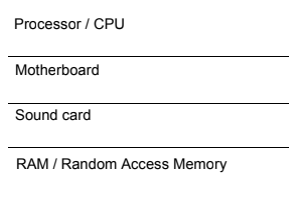 Processor / CPU
Motherboard
Sound card
RAM / Random Access Memory